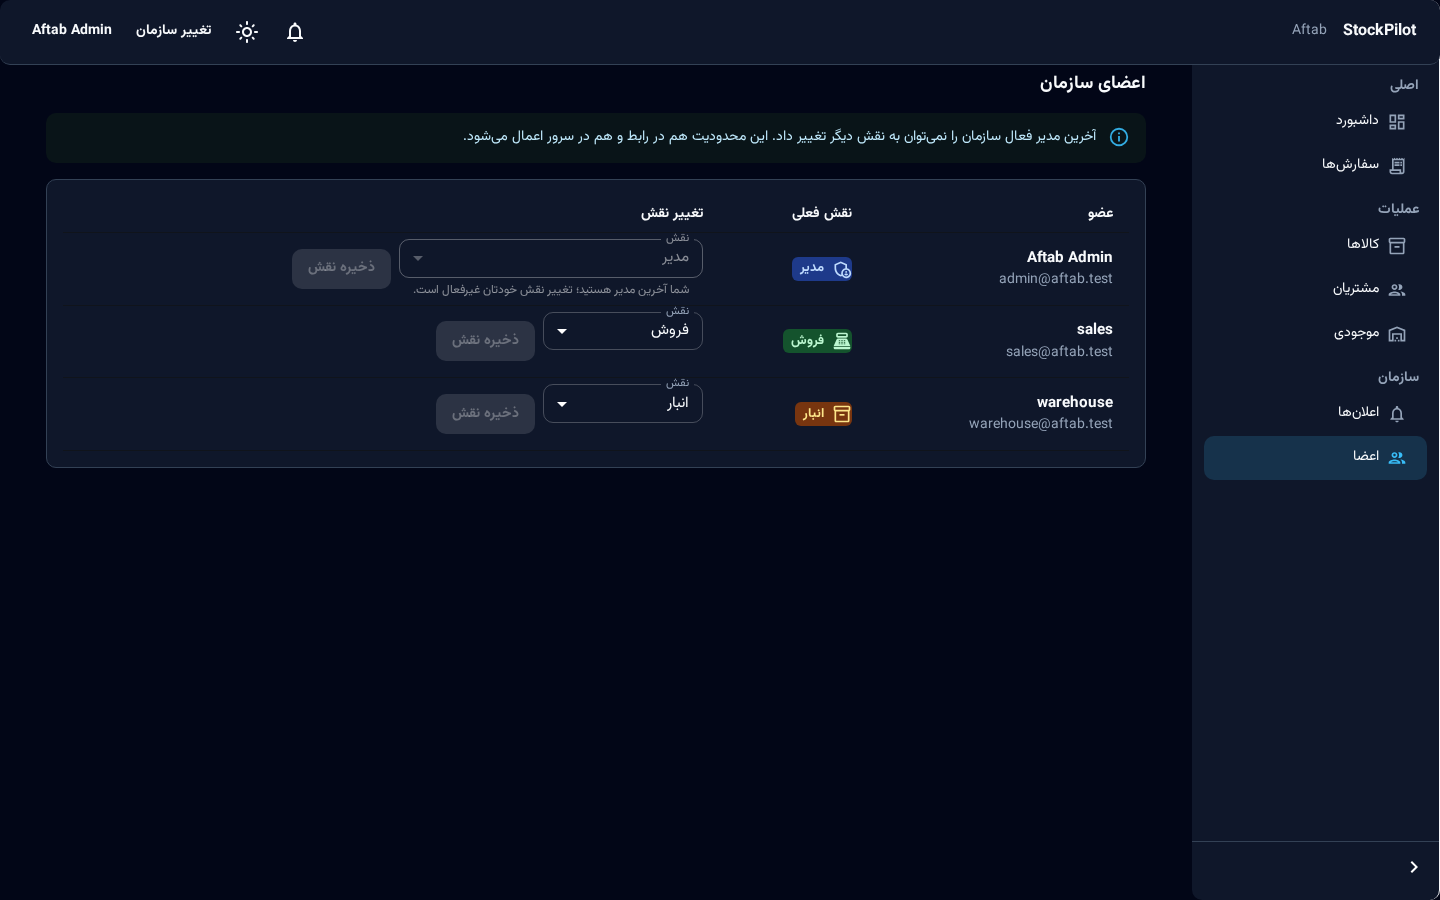 StockPilot Aftab تغییر سازمان Aftab Admin
اصلی
داشبورد
سفارش‌ها
عملیات
کالاها
مشتریان
موجودی
سازمان
اعلان‌ها
اعضا
اعضای سازمان
آخرین مدیر فعال سازمان را نمی‌توان به نقش دیگر تغییر داد. این محدودیت هم در رابط و هم در سرور اعمال می‌شود.
عضو نقش فعلی تغییر نقش
Aftab Admin
admin@aftab.test
مدیر
نقش
مدیر
ذخیره نقش
شما آخرین مدیر هستید؛ تغییر نقش خودتان غیرفعال است.
sales
sales@aftab.test
فروش
نقش
فروش
ذخیره نقش
warehouse
warehouse@aftab.test
انبار
نقش
انبار
ذخیره نقش